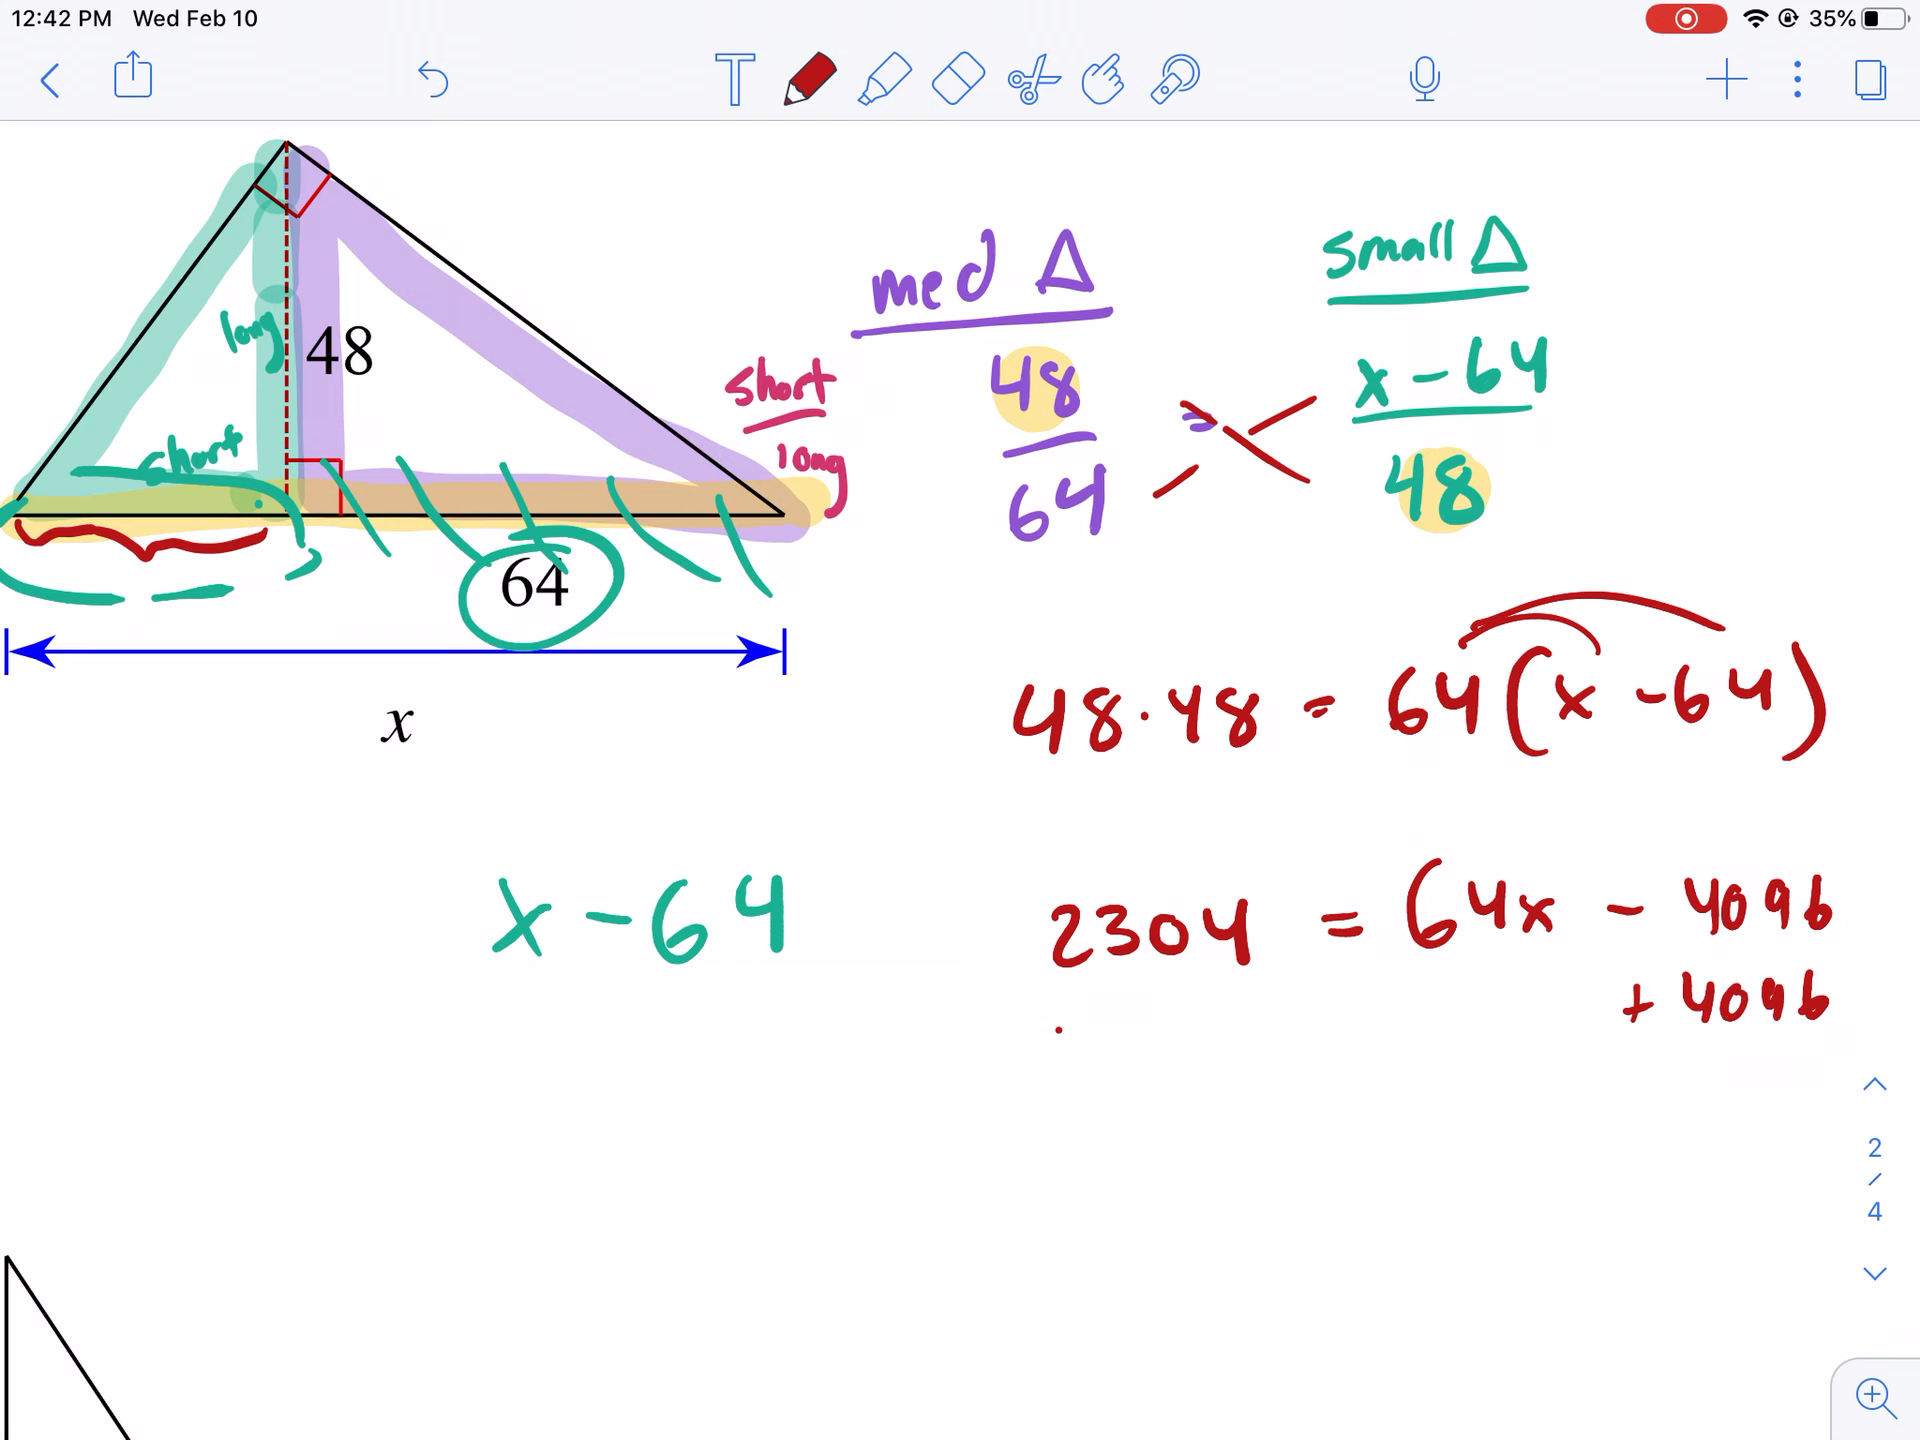 12:42 PM Wed Feb 10
35%
T
long
48
short
64
x
short
long
med Δ
48
64
=
small Δ
x - 64
48
48 · 48 = 64(x - 64)
x - 64
2304 = 64x - 4096
+ 4096
2
/
4